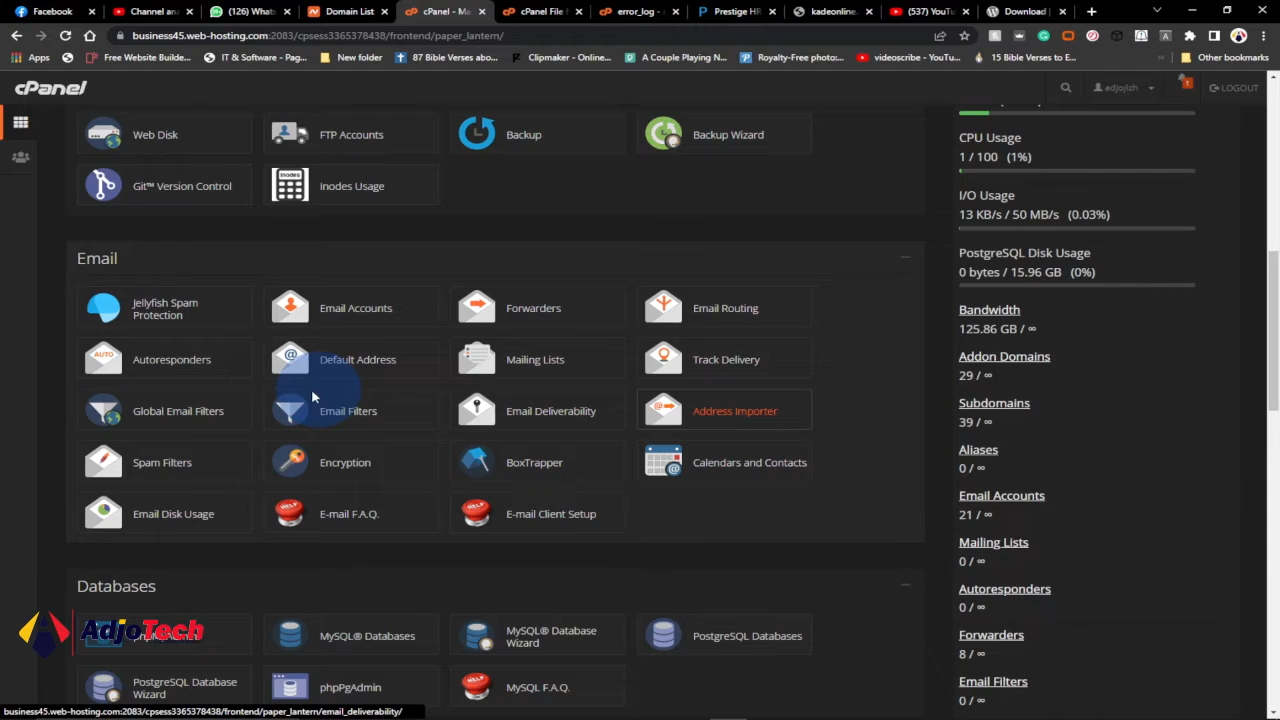 Facebook
Channel an
(126) What
Domain List
cPanel – M
cPanel File
error_log –
Prestige HR
kadeonline.
(537) YouTu
Download |
business45.web-hosting.com:2083/cpsess3365378438/frontend/paper_lantern/
Apps
Free Website Builde...
IT & Software - Pag...
New folder
87 Bible Verses abo...
Clipmaker - Online...
A Couple Playing N...
Royalty-Free photo:...
videoscribe - YouTu...
15 Bible Verses to E...
Other bookmarks
cPanel
adjojlzh
1
LOGOUT
Web Disk
FTP Accounts
Backup
Backup Wizard
Git™ Version Control
Inodes
Inodes Usage
Email
Jellyfish Spam
Protection
Email Accounts
Forwarders
Email Routing
AUTO
Autoresponders
@
Default Address
Mailing Lists
Track Delivery
Global Email Filters
Email Filters
Email Deliverability
@
Address Importer
Spam Filters
Encryption
BoxTrapper
@
Calendars and Contacts
Email Disk Usage
HELP
E-mail F.A.Q.
HELP
E-mail Client Setup
Databases
MySQL® Databases
MySQL® Database
Wizard
PostgreSQL Databases
PostgreSQL Database
Wizard
phpPgAdmin
HELP
MySQL F.A.Q.
CPU Usage
1 / 100 (1%)
I/O Usage
13 KB/s / 50 MB/s (0.03%)
PostgreSQL Disk Usage
0 bytes / 15.96 GB (0%)
Bandwidth
125.86 GB / ∞
Addon Domains
29 / ∞
Subdomains
39 / ∞
Aliases
0 / ∞
Email Accounts
21 / ∞
Mailing Lists
0 / ∞
Autoresponders
0 / ∞
Forwarders
8 / ∞
Email Filters
0 / ∞
AdjoTech
business45.web-hosting.com:2083/cpsess3365378438/frontend/paper_lantern/email_deliverability/